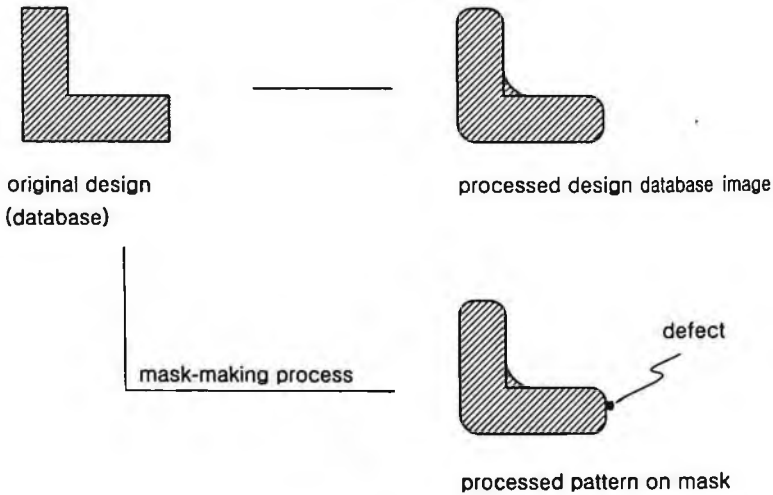 original design
(database)
processed design database image
mask-making process
defect
processed pattern on mask